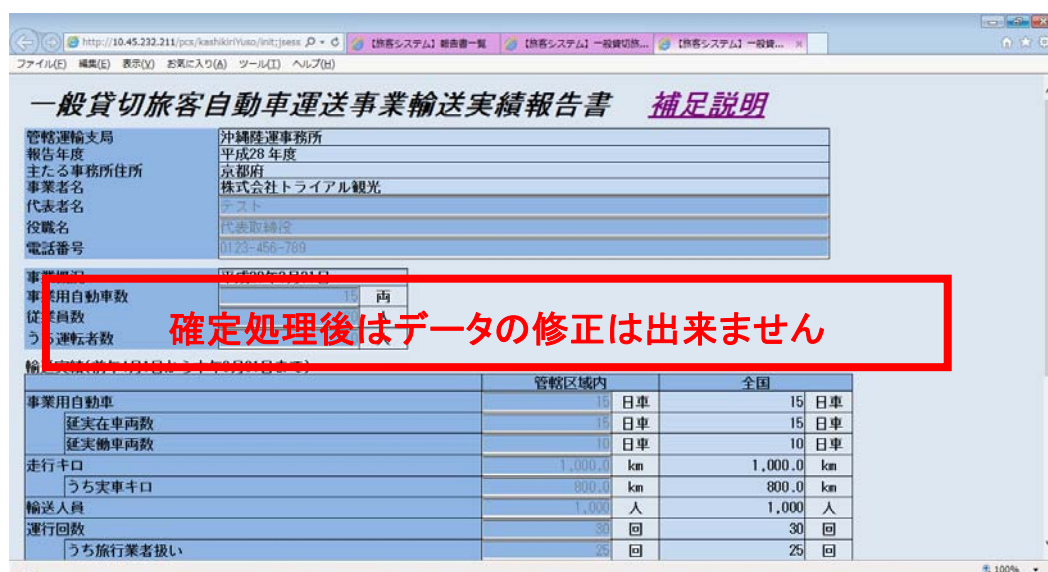 http://10.45.232.211/pcs/kashikiriYuso/init;jsess
【旅客システム】報告書一覧
【旅客システム】一般貸切旅...
【旅客システム】一般貸...
ファイル(F) 編集(E) 表示(V) お気に入り(A) ツール(T) ヘルプ(H)
一般貸切旅客自動車運送事業輸送実績報告書 補足説明
管轄運輸支局 沖縄陸運事務所
報告年度 平成28 年度
主たる事務所住所 京都府
事業者名 株式会社トライアル観光
代表者名 テスト
役職名 代表取締役
電話番号 0123-456-789
事業用自動車数 15 両
従業員数
うち運転者数
確定処理後はデータの修正は出来ません
管轄区域内 全国
事業用自動車 15 日車 15 日車
延実在車両数 15 日車 15 日車
延実働車両数 10 日車 10 日車
走行キロ 1,000.0 km 1,000.0 km
うち実車キロ 800.0 km 800.0 km
輸送人員 1,000 人 1,000 人
運行回数 30 回 30 回
うち旅行業者扱い 25 回 25 回
100%